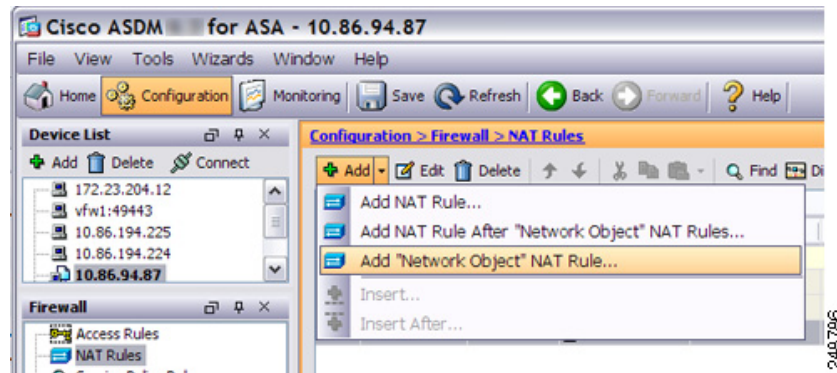 Cisco ASDM for ASA - 10.86.94.87
File View Tools Wizards Window Help
Home Configuration Monitoring Save Refresh Back Forward Help
Device List
Add Delete Connect
172.23.204.12
vfw1:49443
10.86.194.225
10.86.194.224
10.86.94.87
Firewall
Access Rules
NAT Rules
Configuration > Firewall > NAT Rules
Add Edit Delete Find Di
Add NAT Rule...
Add NAT Rule After "Network Object" NAT Rules...
Add "Network Object" NAT Rule...
Insert...
Insert After...